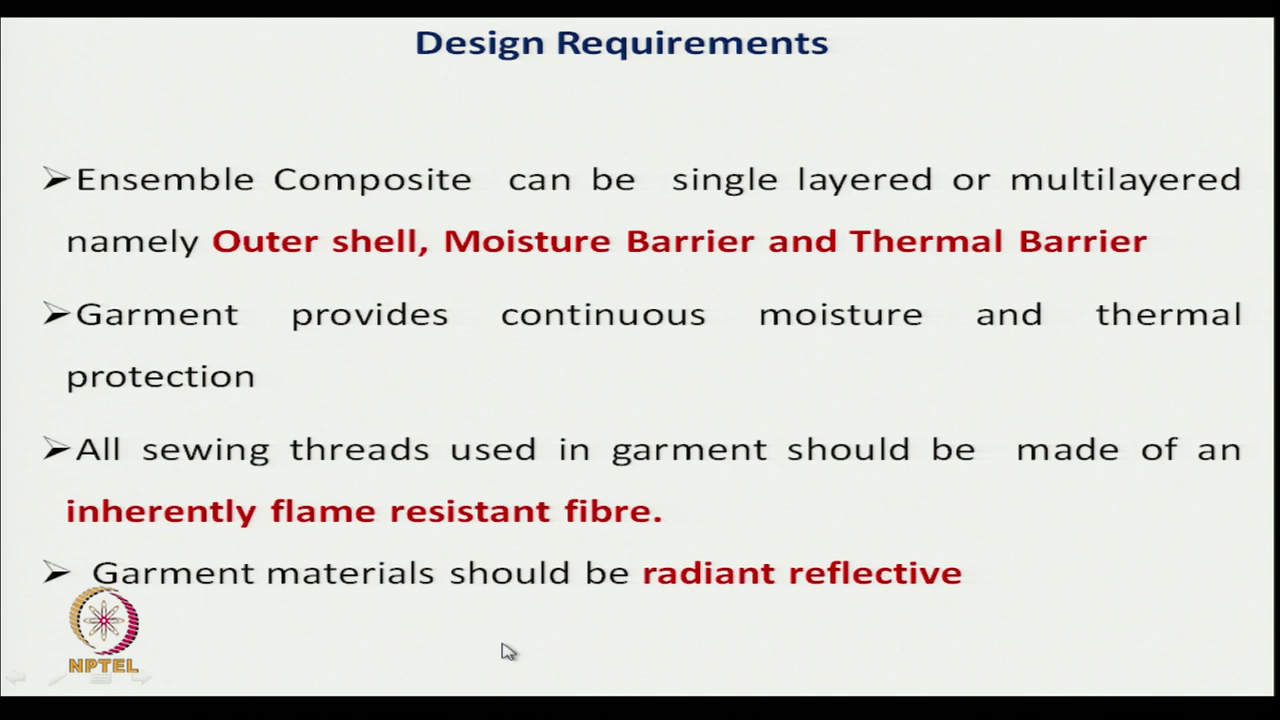 Design Requirements
➢Ensemble Composite can be single layered or multilayered
namely Outer shell, Moisture Barrier and Thermal Barrier
➢Garment provides continuous moisture and thermal
protection
➢All sewing threads used in garment should be made of an
inherently flame resistant fibre.
➢ Garment materials should be radiant reflective
NPTEL